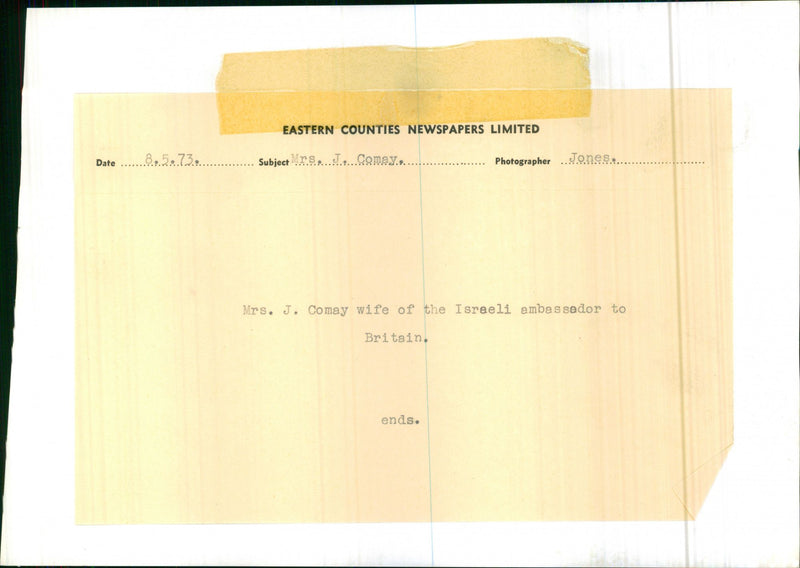 EASTERN COUNTIES NEWSPAPERS LIMITED
Date 8.5.73. Subject Mrs. J. Comay. Photographer Jones.
Mrs. J. Comay wife of the Israeli ambassador to
Britain.
ends.